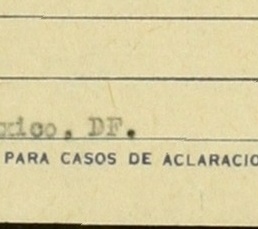 xico, DF.
PARA CASOS DE ACLARACIO